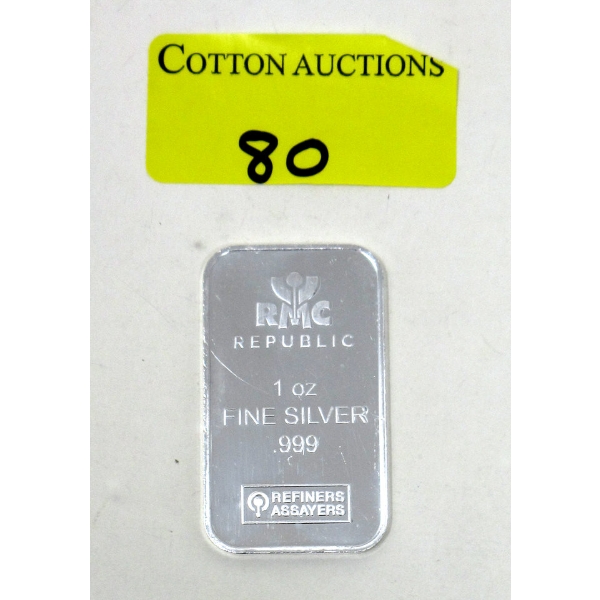 COTTON AUCTIONS
80
RMC
REPUBLIC
1 oz
FINE SILVER
.999
REFINERS
ASSAYERS